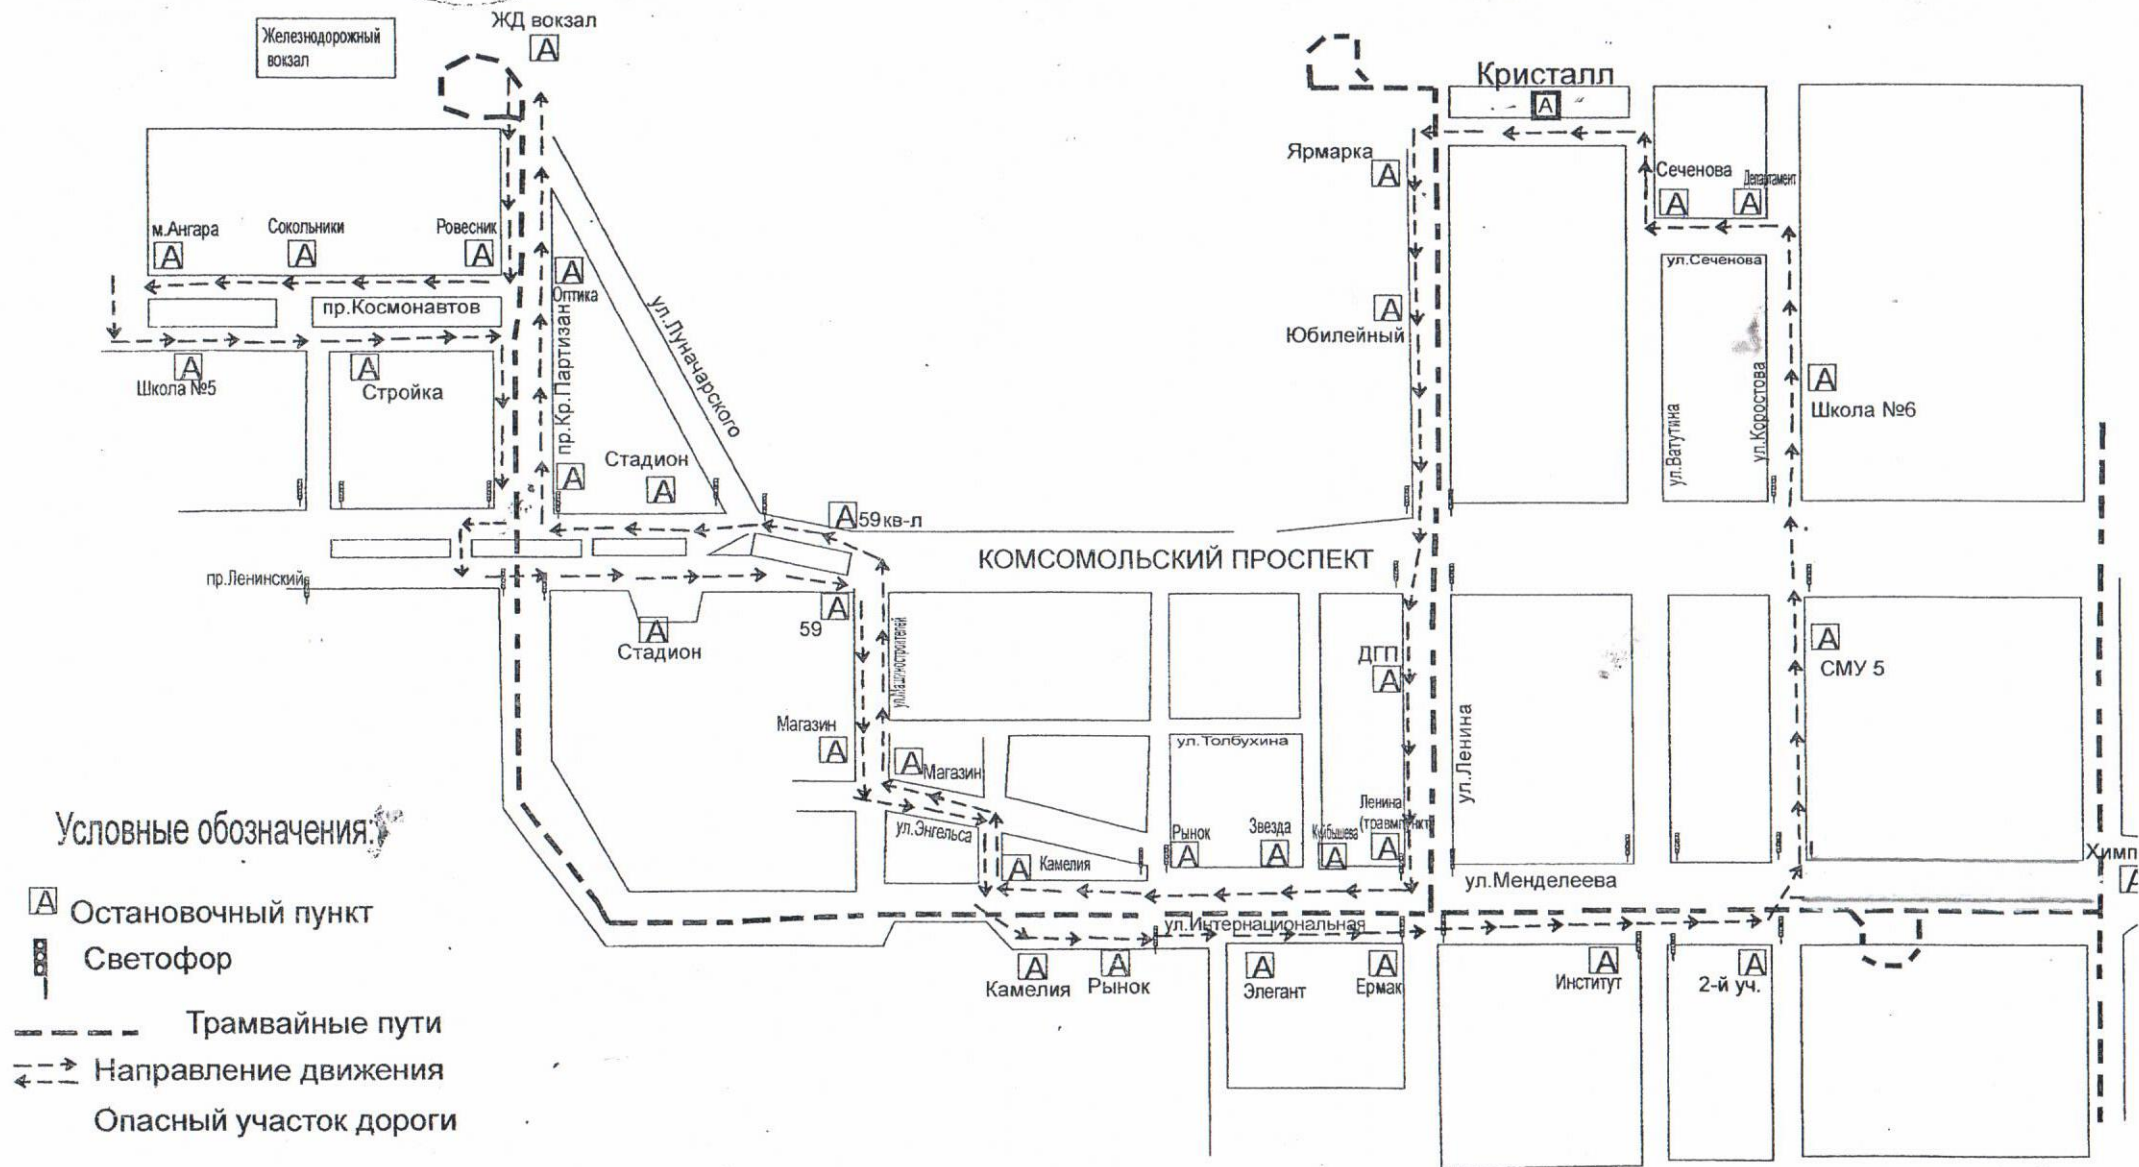 ЖД вокзал
А
Железнодорожный
вокзал
Кристалл
А
Ярмарка
А
Сеченова
А
Департамент
А
м.Ангара
А
Сокольники
А
Ровесник
А
Оптика
А
пр.Космонавтов
ул.Сеченова
Юбилейный
А
Школа №5
А
Стройка
А
пр.Кр.Партизан
ул.Луначарского
ул.Ватутина
ул.Коростова
Школа №6
А
А
Стадион
А
А
59кв-л
КОМСОМОЛЬСКИЙ ПРОСПЕКТ
пр.Ленинский
А
59
А
Стадион
ул.Машиностроителей
ДГП
А
А
СМУ 5
Магазин
А
А
Магазин
ул.Толбухина
ул.Ленина
Условные обозначения:
ул.Энгельса
А
Камелия
Рынок
А
Звезда
А
Куйбышева
А
Ленина
(травмпункт
А
ул.Менделеева
Химп
А
А Остановочный пункт
ул.Интернациональная
Светофор
А
Камелия
А
Рынок
А
Элегант
А
Ермак
А
Институт
А
2-й уч.
Трамвайные пути
Направление движения
Опасный участок дороги